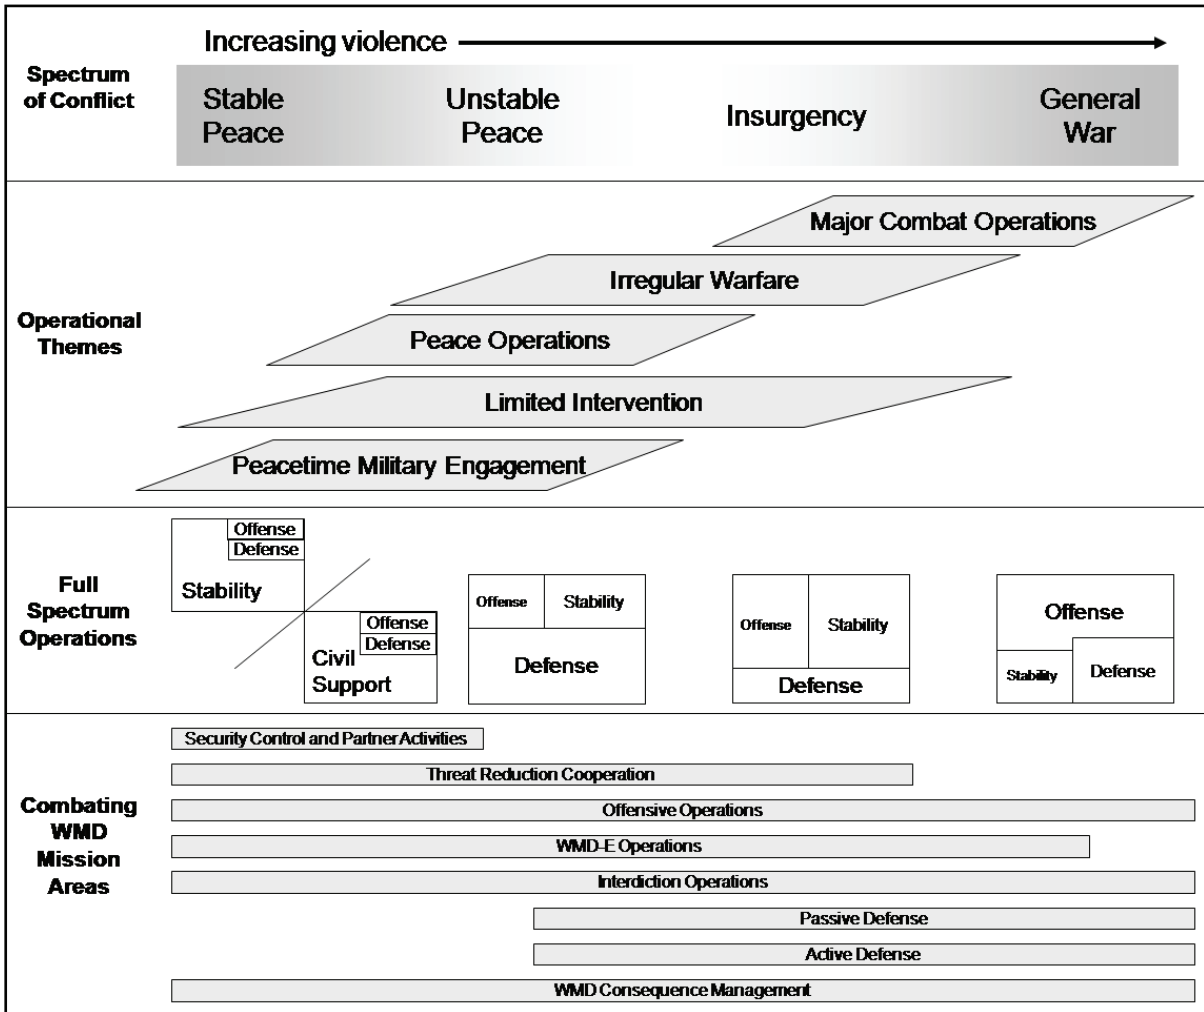 Increasing violence
Spectrum
of Conflict
Stable
Peace
Unstable
Peace
Insurgency
General
War
Operational
Themes
Major Combat Operations
Irregular Warfare
Peace Operations
Limited Intervention
Peacetime Military Engagement
Full
Spectrum
Operations
Offense
Defense
Stability
Offense
Defense
Civil
Support
Offense
Stability
Defense
Offense
Stability
Defense
Offense
Stability
Defense
Combating
WMD
Mission
Areas
Security Control and Partner Activities
Threat Reduction Cooperation
Offensive Operations
WMD-E Operations
Interdiction Operations
Passive Defense
Active Defense
WMD Consequence Management